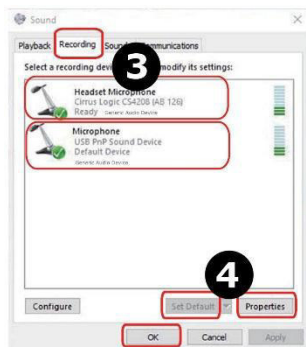 Sound
Playback Recording Sounds Communications
3
Select a recording device modify its settings:
Headset Microphone
Cirrus Logic CS4208 (AB 126)
Ready Generic Audio Device
Microphone
USB PnP Sound Device
Default Device
Generic Audio Device
4
Configure Set Default Properties
OK Cancel Apply